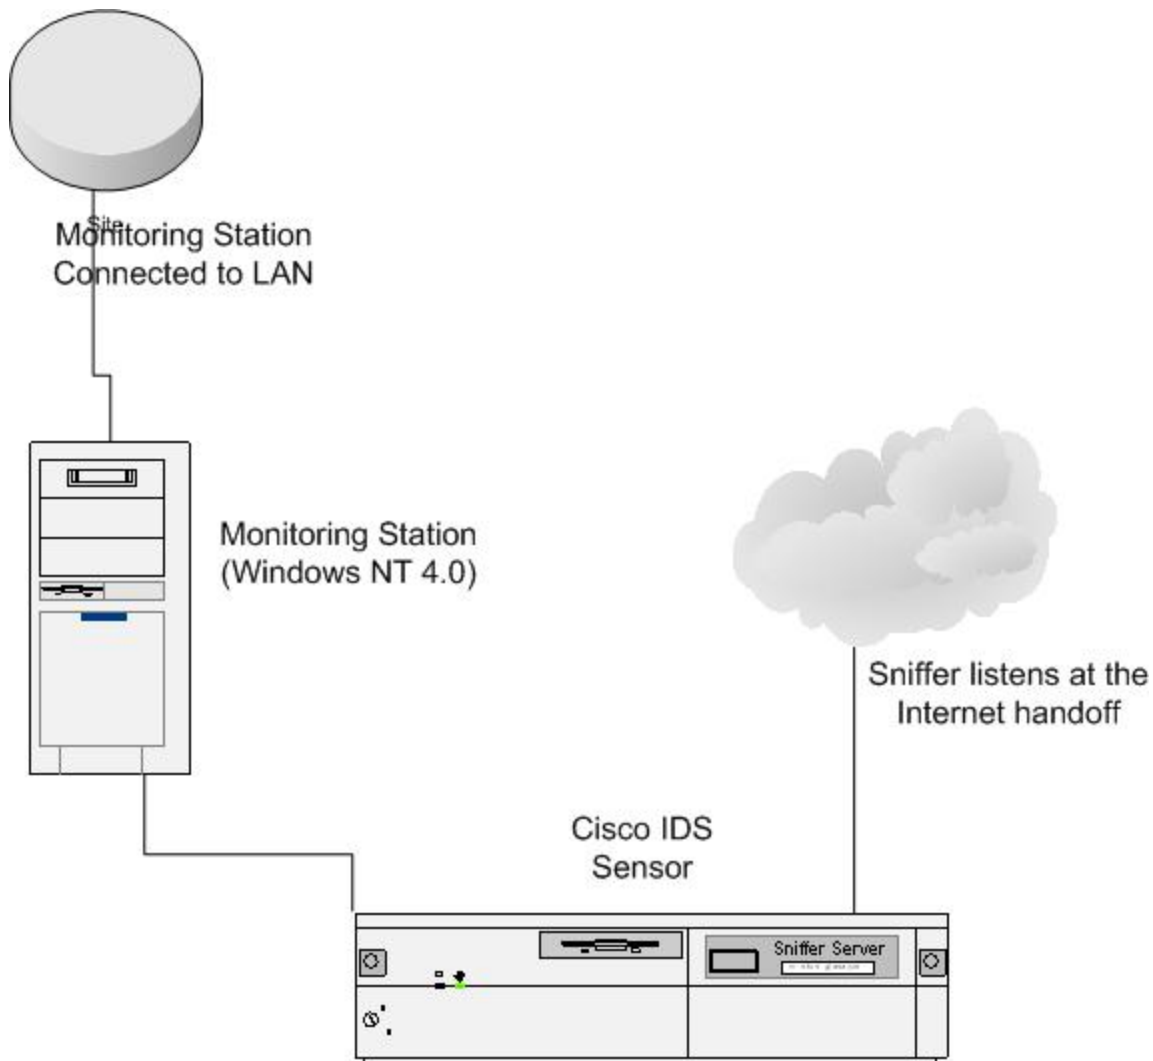 Site
Monitoring Station
Connected to LAN
Monitoring Station
(Windows NT 4.0)
Sniffer listens at the
Internet handoff
Cisco IDS
Sensor
Sniffer Server